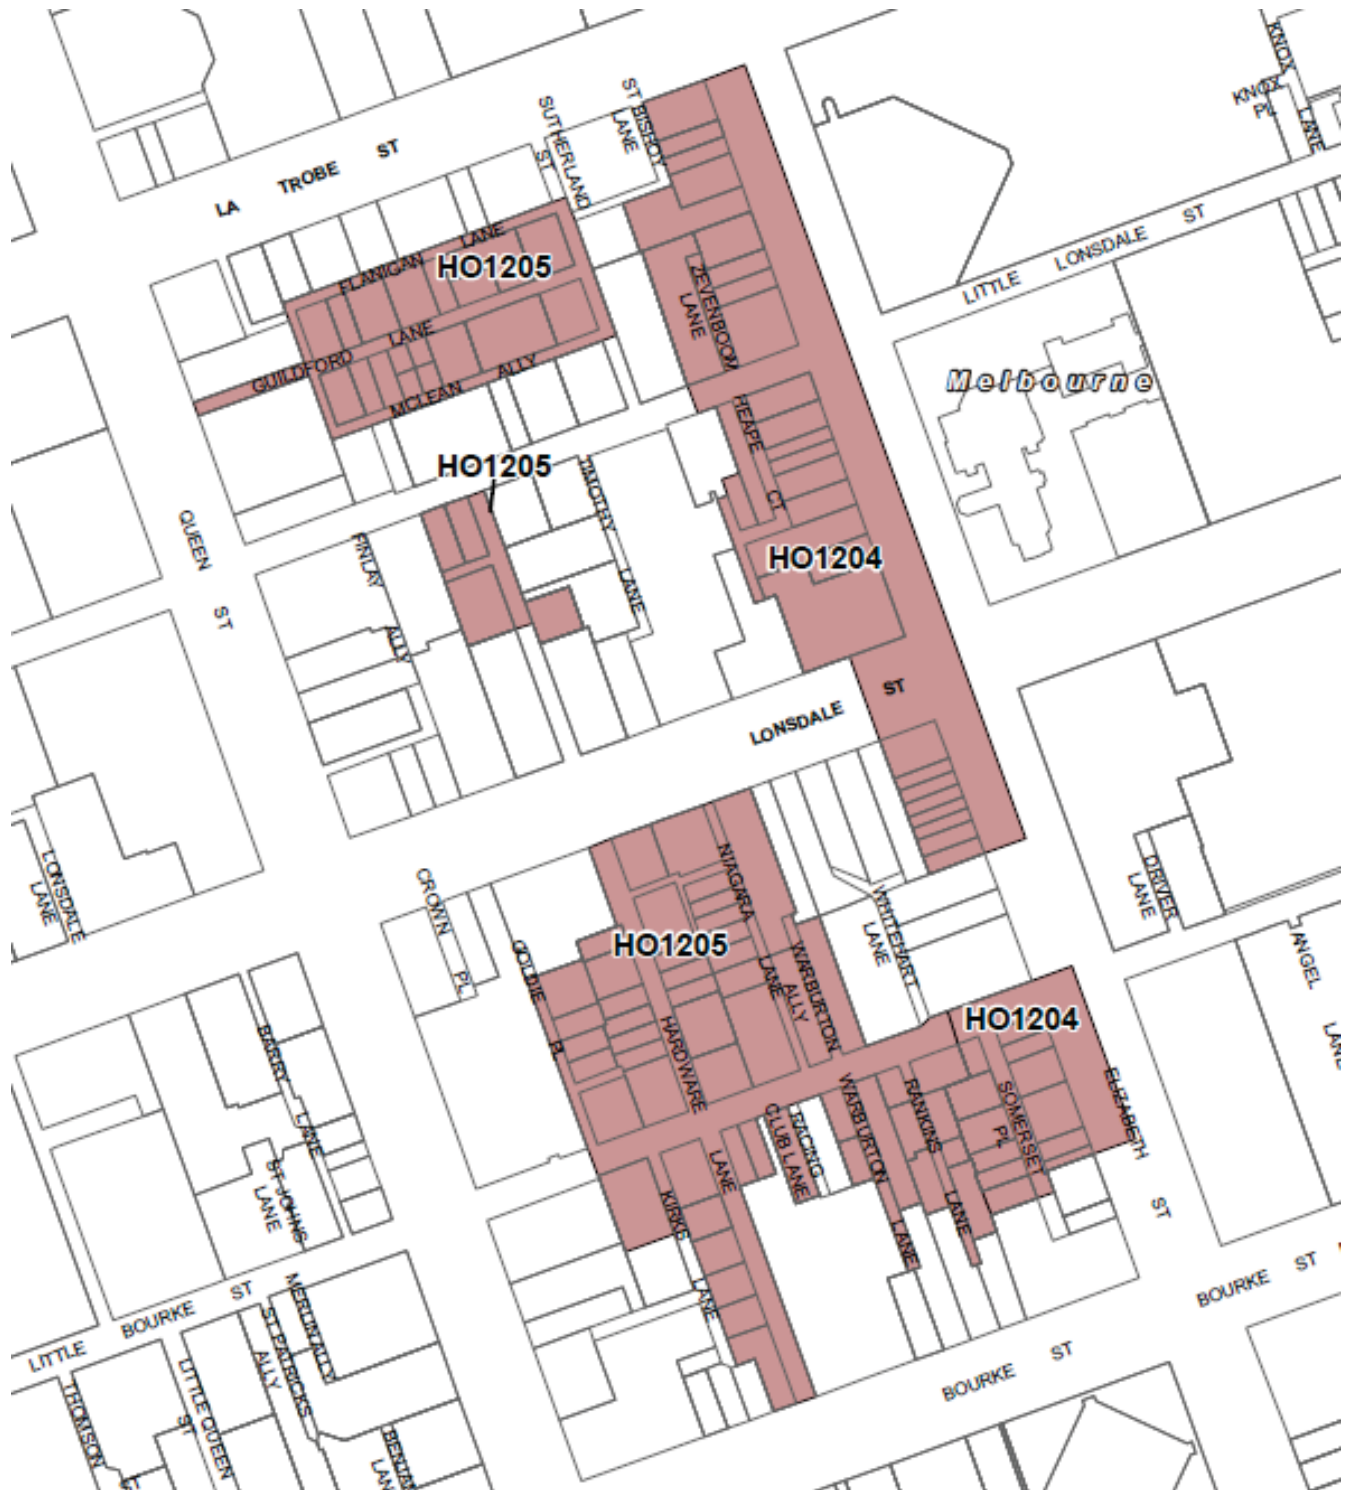 KNOX
LANE
KNOX
PL
ST BISHOY
LANE
SUTHERLAND
ST
LA TROBE ST
LITTLE LONSDALE ST
FLANIGAN LANE
HO1205
ZEVENBOOM
LANE
GUILDFORD LANE
MCLEAN ALLY
Melbourne
HEAPE CT
HO1205
TIMOTHY LANE
QUEEN ST
FINLAY ALLY
HO1204
LONSDALE ST
LONSDALE
LANE
CROWN PL
NIAGARA LANE
WHITEHART
LANE
DRIVER
LANE
GOLDIE PL
HO1205
WARBURTON
ALLY
ANGEL LANE
HARDWARE LANE
HO1204
BARRY LANE
ELIZABETH ST
SOMERSET
PL
RANKINS LANE
WARBURTON LANE
RACING
CLUB LANE
KIRKS LANE
ST JOHNS
LANE
MERLIN ALLY
LITTLE BOURKE ST
ST PATRICKS
ALLY
LITTLE QUEEN
ST
THOMSON
BOURKE ST
BOURKE ST